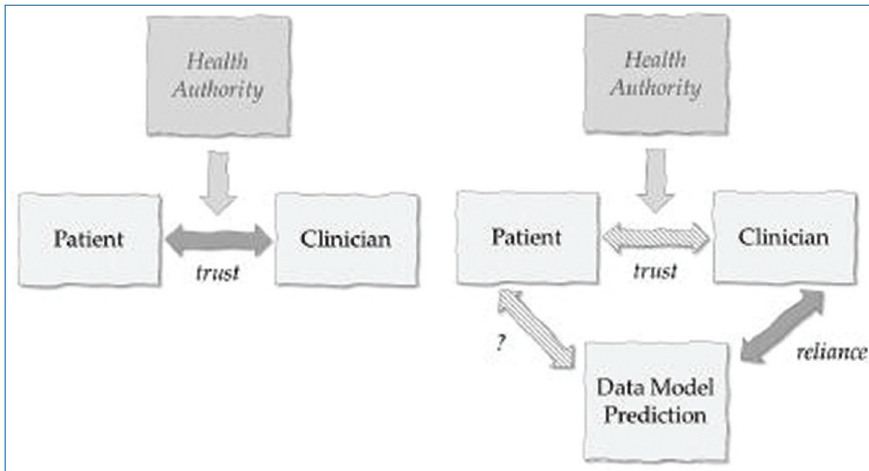 Health
Authority
Patient
Clinician
trust
Health
Authority
Patient
Clinician
trust
?
reliance
Data Model
Prediction